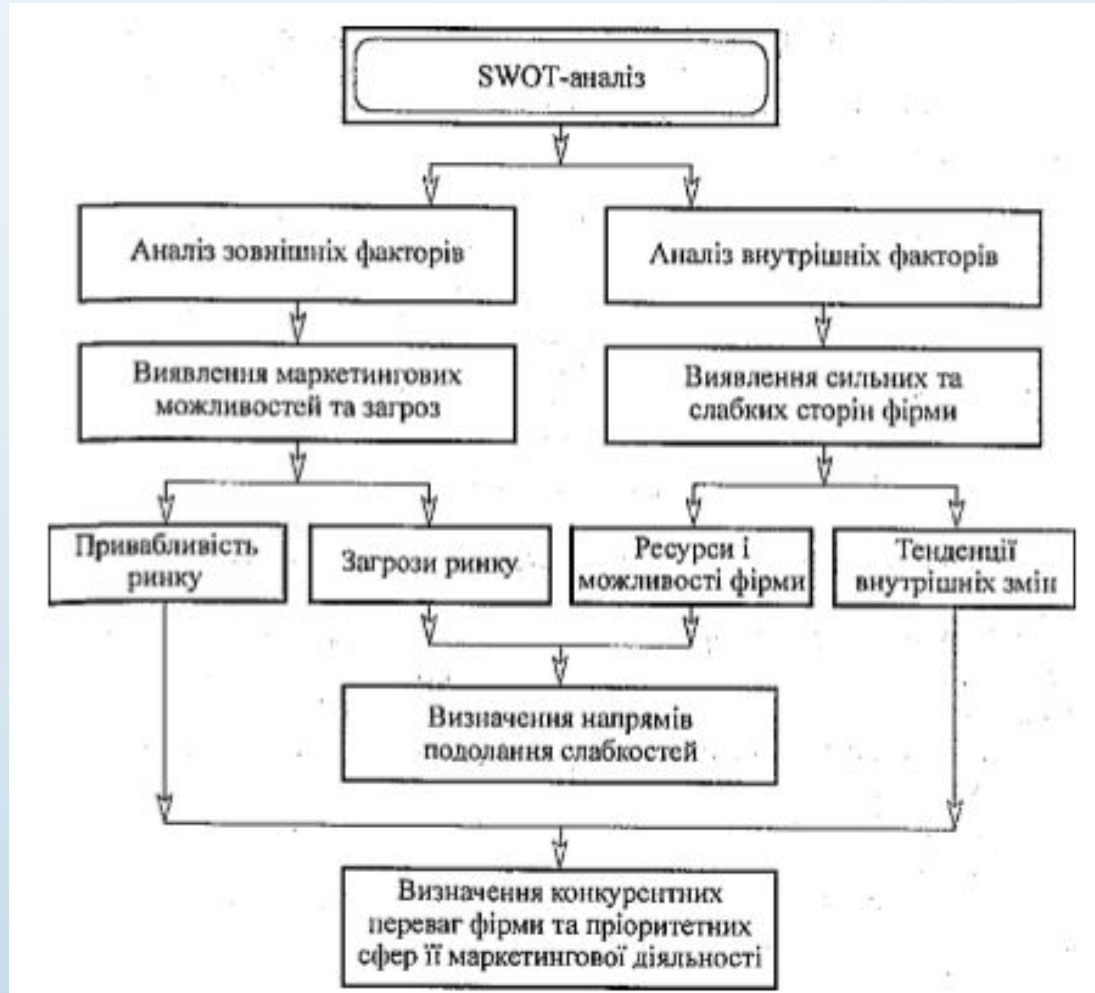 SWOT-аналіз
Аналіз зовнішніх факторів
Аналіз внутрішніх факторів
Виявлення маркетингових
можливостей та загроз
Виявлення сильних та
слабких сторін фірми
Привабливість
ринку
Загрози ринку
Ресурси і
можливості фірми
Тенденції
внутрішніх змін
Визначення напрямів
подолання слабкостей
Визначення конкурентних
переваг фірми та пріоритетних
сфер її маркетингової діяльності